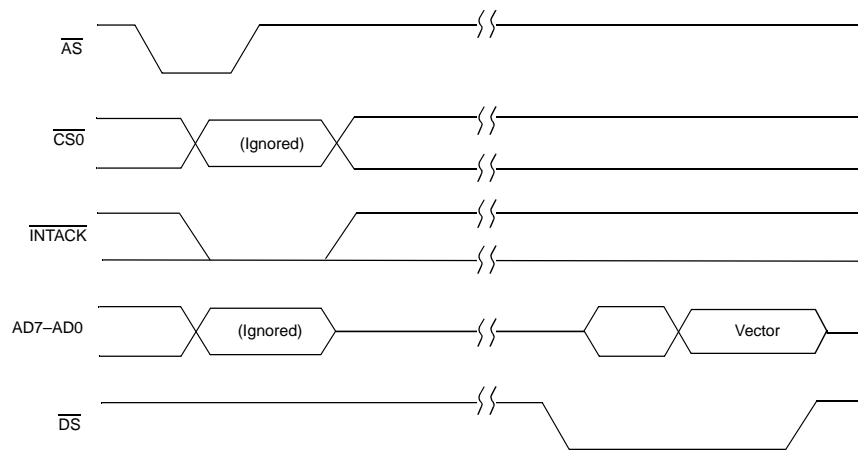 AS
CS0
(Ignored)
INTACK
AD7–AD0
(Ignored)
Vector
DS